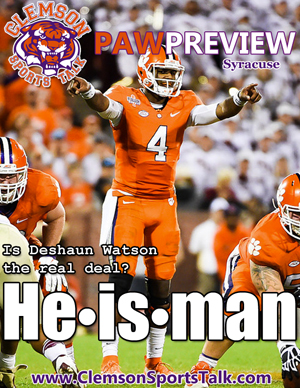 CLEMSON
SPORTS TALK
PAWPREVIEW
Syracuse
4
Is Deshaun Watson
the real deal?
He•is•man
www.ClemsonSportsTalk.com